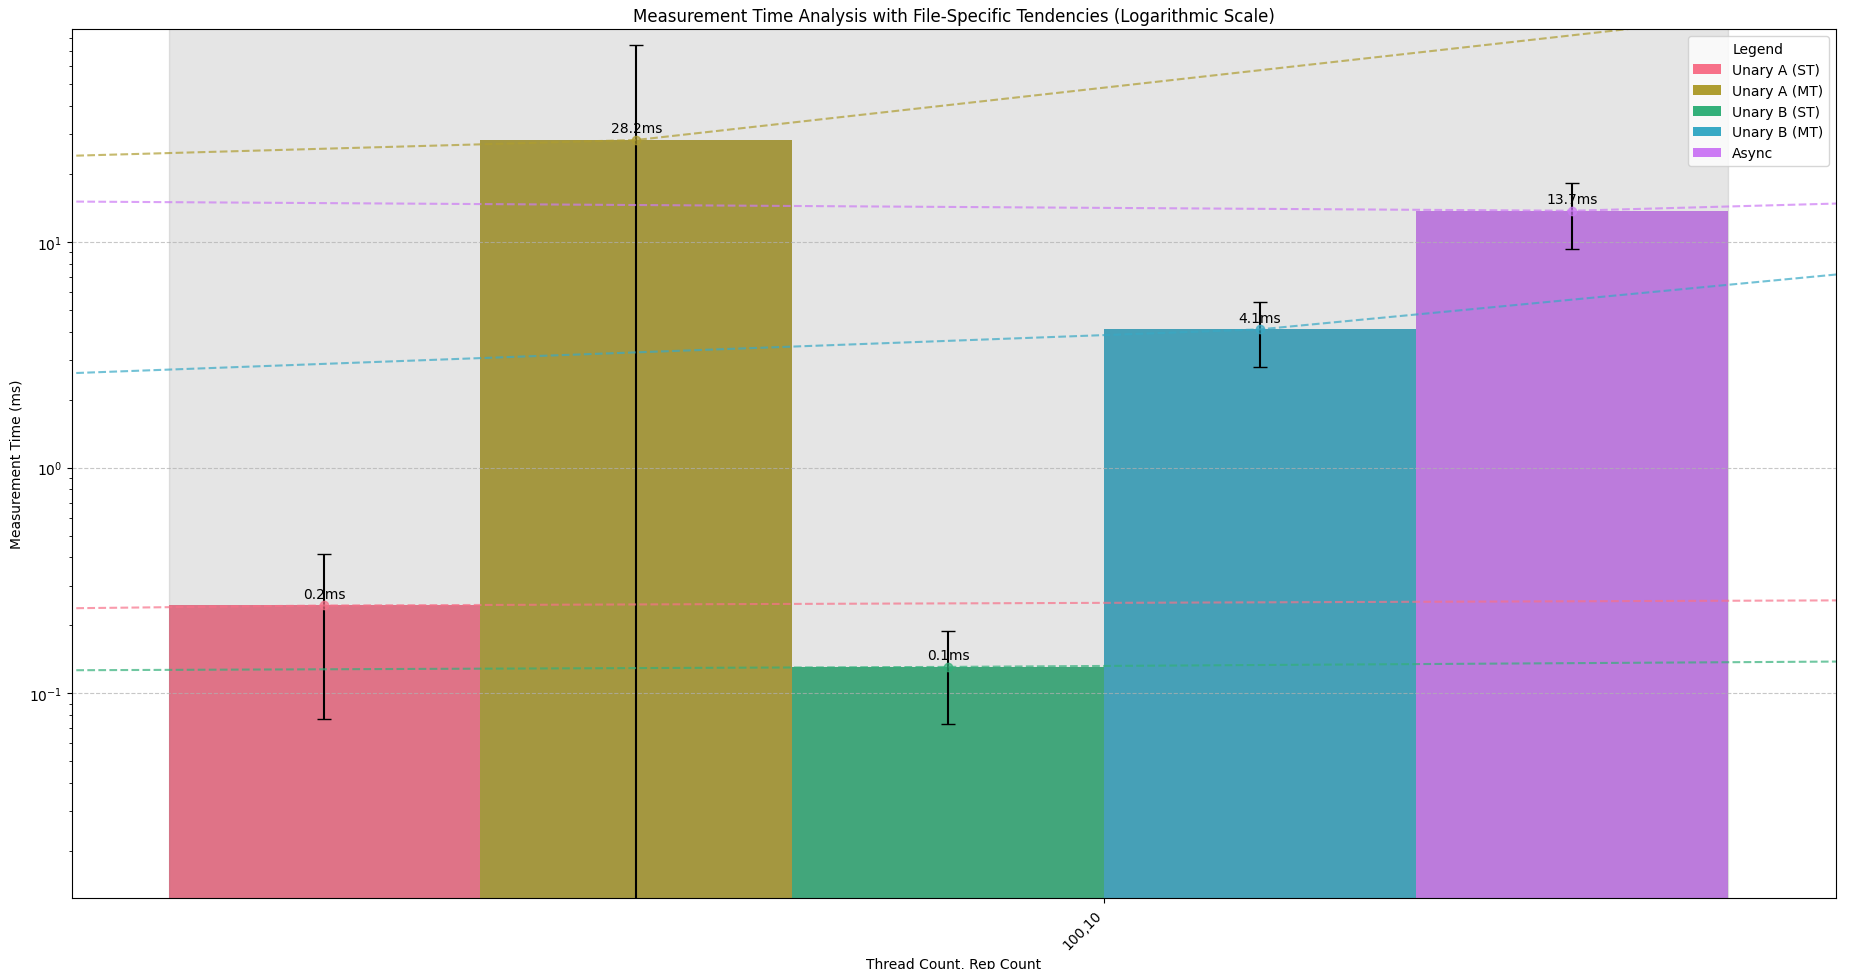 Measurement Time Analysis with File-Specific Tendencies (Logarithmic Scale)
Legend
Unary A (ST)
Unary A (MT)
Unary B (ST)
Unary B (MT)
Async
28.2ms
13.7ms
4.1ms
0.2ms
0.1ms
10¹
10⁰
10⁻¹
Measurement Time (ms)
100,10
Thread Count, Rep Count